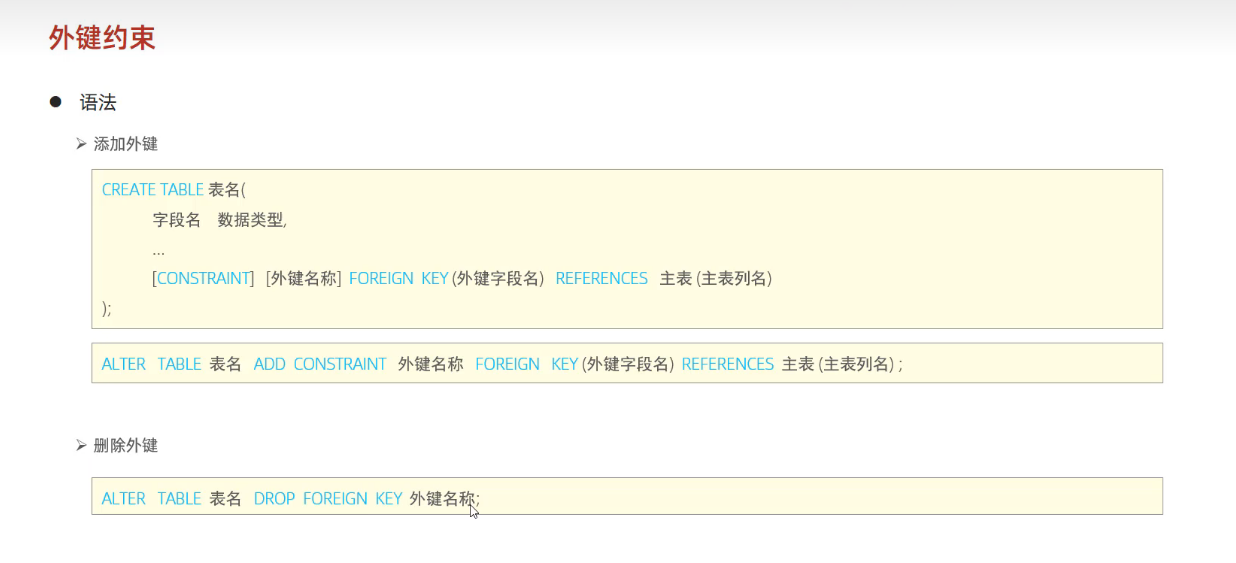 外键约束
● 语法
➢ 添加外键
CREATE TABLE 表名(
字段名 数据类型,
...
[CONSTRAINT] [外键名称] FOREIGN KEY (外键字段名) REFERENCES 主表 (主表列名)
);
ALTER TABLE 表名 ADD CONSTRAINT 外键名称 FOREIGN KEY (外键字段名) REFERENCES 主表 (主表列名) ;
➢ 删除外键
ALTER TABLE 表名 DROP FOREIGN KEY 外键名称;